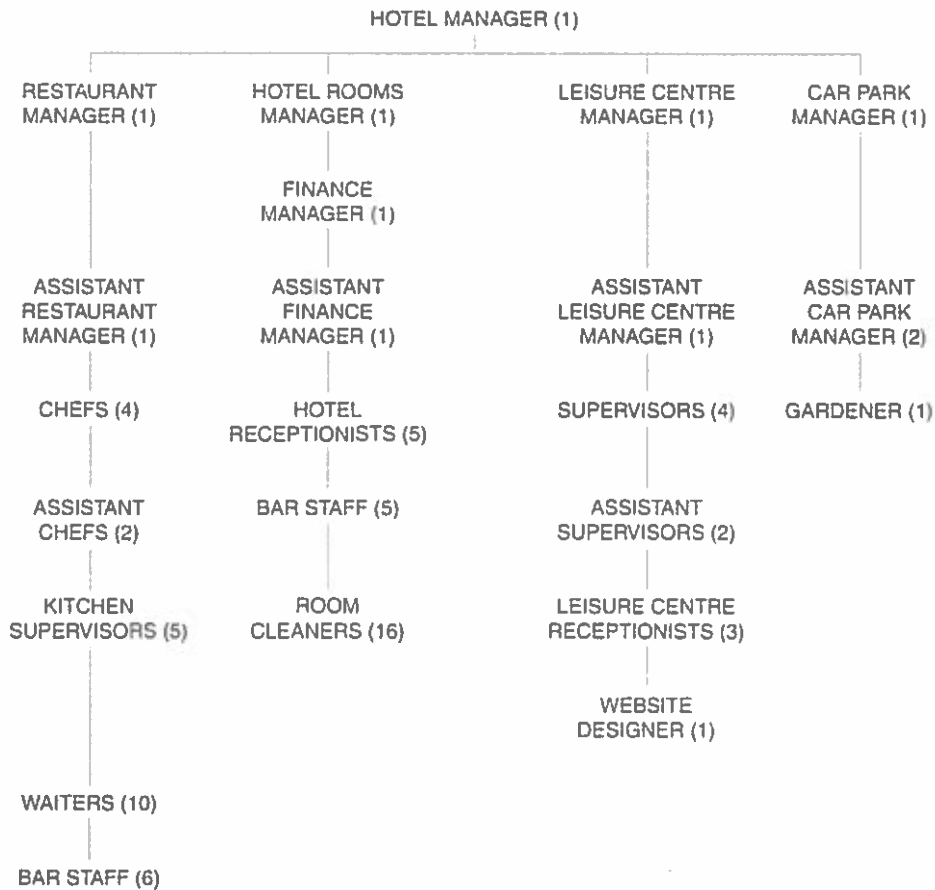 HOTEL MANAGER (1)
RESTAURANT
MANAGER (1)
HOTEL ROOMS
MANAGER (1)
LEISURE CENTRE
MANAGER (1)
CAR PARK
MANAGER (1)
FINANCE
MANAGER (1)
ASSISTANT
RESTAURANT
MANAGER (1)
ASSISTANT
FINANCE
MANAGER (1)
ASSISTANT
LEISURE CENTRE
MANAGER (1)
ASSISTANT
CAR PARK
MANAGER (2)
CHEFS (4)
HOTEL
RECEPTIONISTS (5)
SUPERVISORS (4)
GARDENER (1)
ASSISTANT
CHEFS (2)
BAR STAFF (5)
ASSISTANT
SUPERVISORS (2)
KITCHEN
SUPERVISORS (5)
ROOM
CLEANERS (16)
LEISURE CENTRE
RECEPTIONISTS (3)
WEBSITE
DESIGNER (1)
WAITERS (10)
BAR STAFF (6)